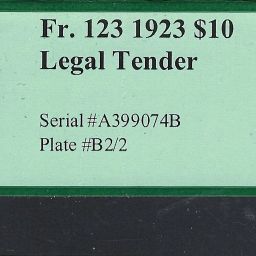 Fr. 123 1923 $10
Legal Tender
Serial #A399074B
Plate #B2/2